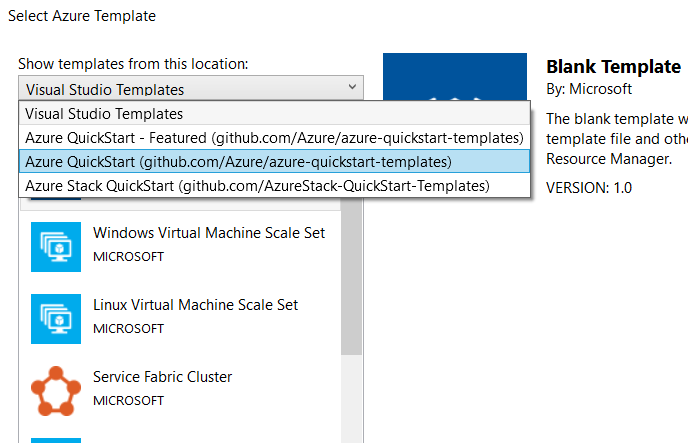 Select Azure Template
Show templates from this location:
Visual Studio Templates
Visual Studio Templates
Azure QuickStart - Featured (github.com/Azure/azure-quickstart-templates)
Azure QuickStart (github.com/Azure/azure-quickstart-templates)
Azure Stack QuickStart (github.com/AzureStack-QuickStart-Templates)
Windows Virtual Machine Scale Set
MICROSOFT
Linux Virtual Machine Scale Set
MICROSOFT
Service Fabric Cluster
MICROSOFT
Blank Template
By: Microsoft
The blank template
template file and
Resource Manager.
VERSION: 1.0